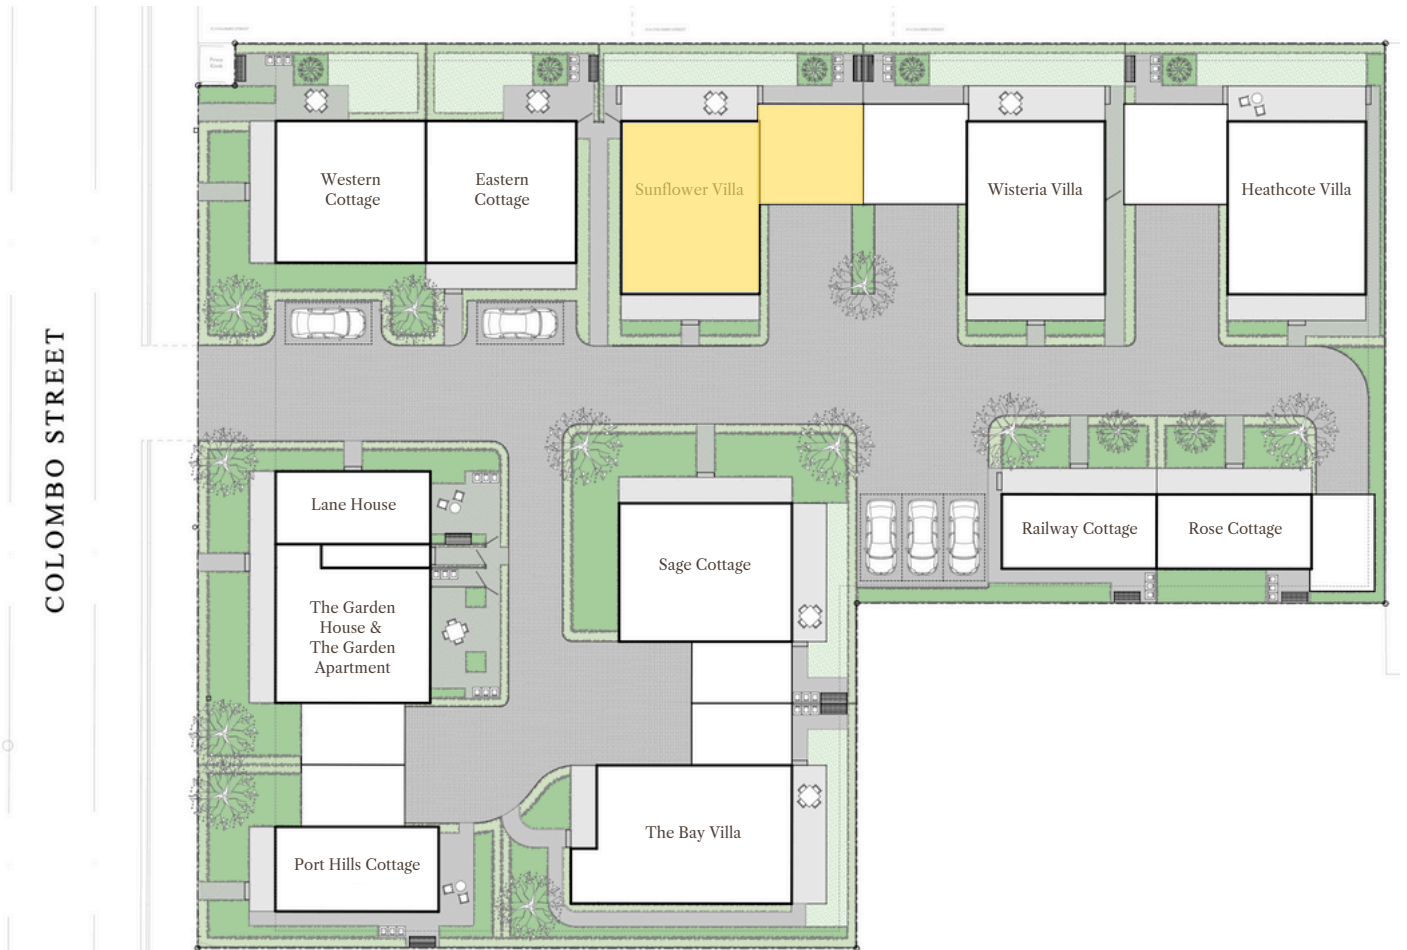 Western
Cottage
Eastern
Cottage
Sunflower Villa
Wisteria Villa
Heathcote Villa
COLOMBO STREET
Lane House
The Garden
House &
The Garden
Apartment
Sage Cottage
Railway Cottage
Rose Cottage
The Bay Villa
Port Hills Cottage